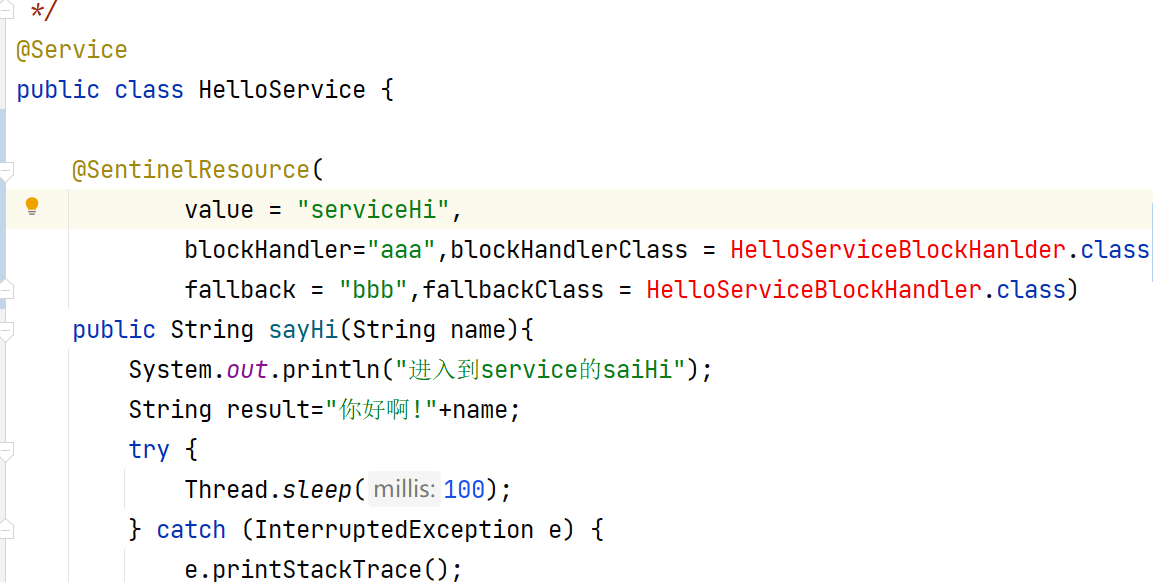 */
@Service
public class HelloService {
@SentinelResource(
value = "serviceHi",
blockHandler="aaa",blockHandlerClass = HelloServiceBlockHanlder.class
fallback = "bbb",fallbackClass = HelloServiceBlockHandler.class)
public String sayHi(String name){
System.out.println("进入到service的saiHi");
String result="你好啊!"+name;
try {
Thread.sleep( millis: 100);
} catch (InterruptedException e) {
e.printStackTrace();